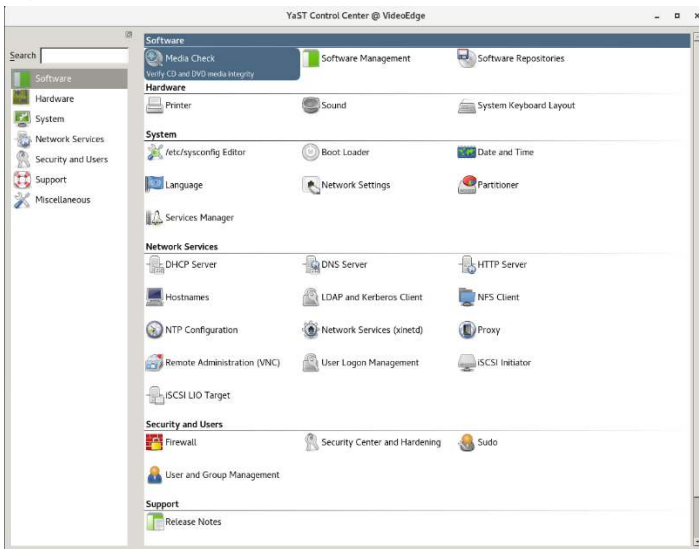 YaST Control Center @ VideoEdge
Search
Software
Hardware
System
Network Services
Security and Users
Support
Miscellaneous
Software
Media Check Software Management Software Repositories
Verify CD and DVD media integrity
Hardware
Printer Sound System Keyboard Layout
System
/etc/sysconfig Editor Boot Loader Date and Time
Language Network Settings Partitioner
Services Manager
Network Services
DHCP Server DNS Server HTTP Server
Hostnames LDAP and Kerberos Client NFS Client
NTP Configuration Network Services (xinetd) Proxy
Remote Administration (VNC) User Logon Management iSCSI Initiator
iSCSI LIO Target
Security and Users
Firewall Security Center and Hardening Sudo
User and Group Management
Support
Release Notes